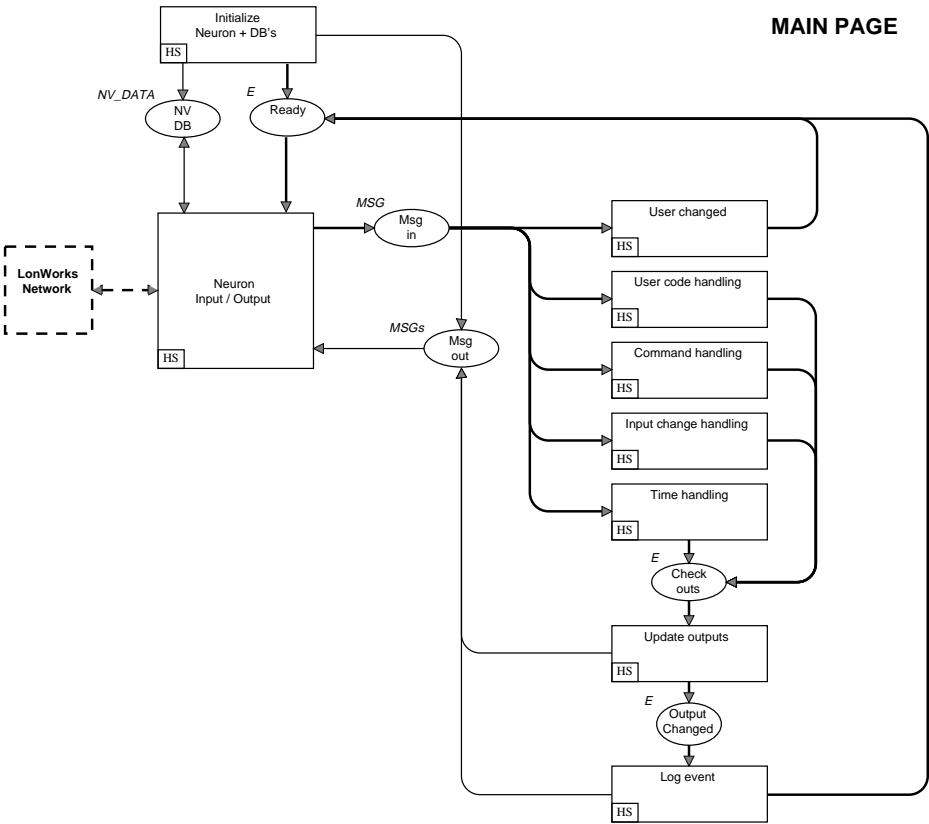 MAIN PAGE
Initialize
Neuron + DB's
HS
NV_DATA
NV
DB
E
Ready
MSG
Msg
in
LonWorks
Network
Neuron
Input / Output
HS
MSGs
Msg
out
User changed
HS
User code handling
HS
Command handling
HS
Input change handling
HS
Time handling
HS
E
Check
outs
Update outputs
HS
E
Output
Changed
Log event
HS